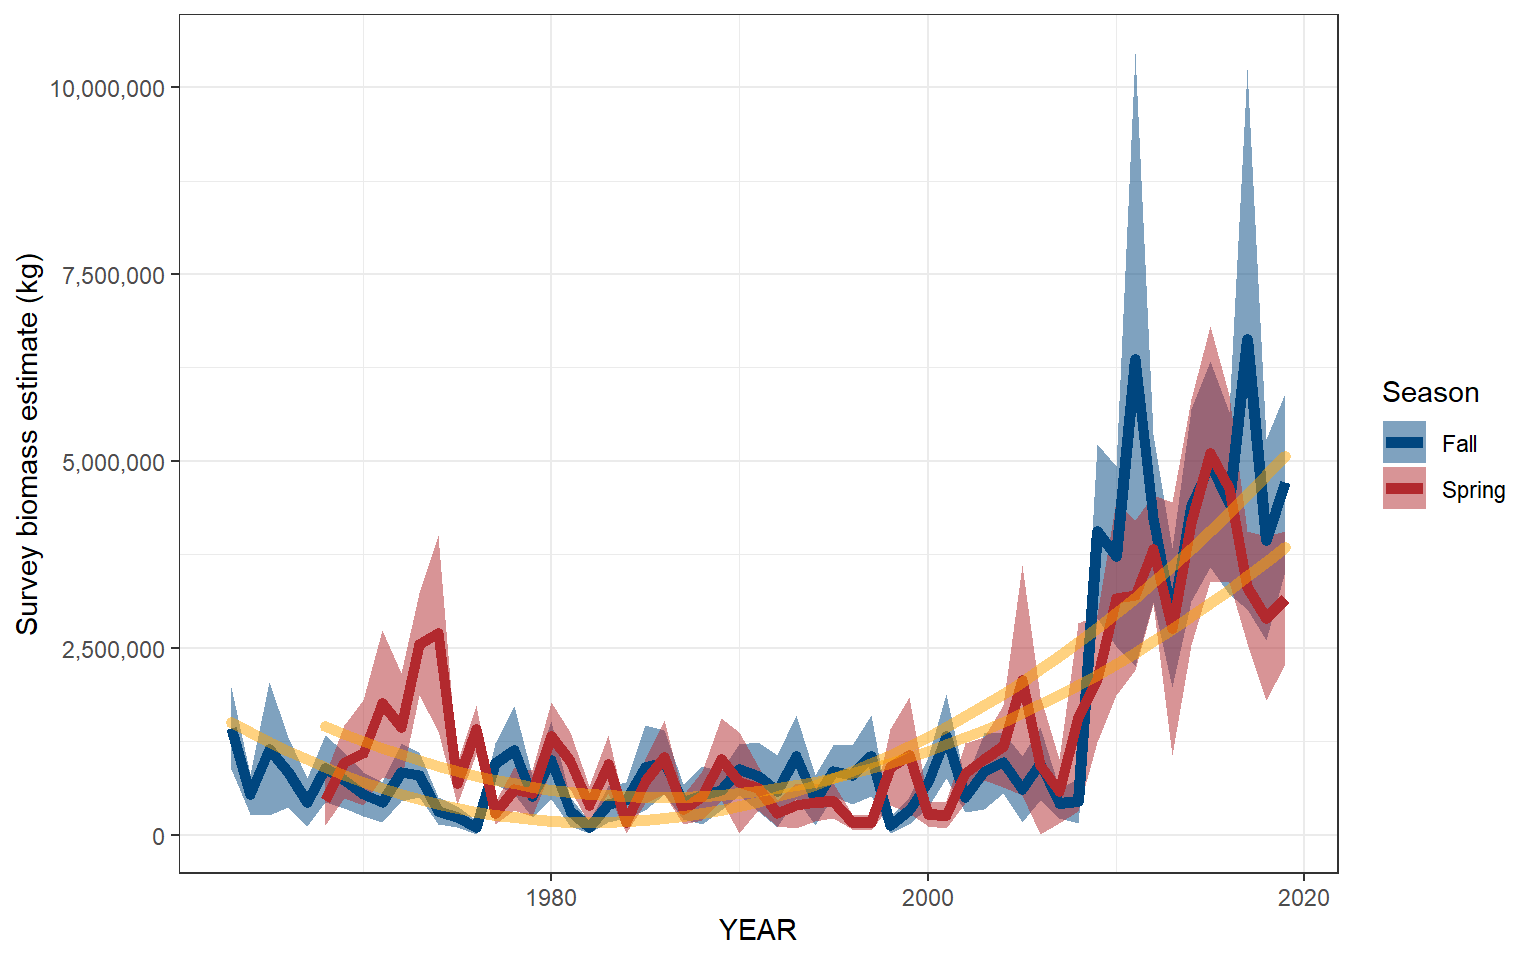 Survey biomass estimate (kg)
10,000,000
7,500,000
5,000,000
2,500,000
0
1980
2000
2020
YEAR
Season
Fall
Spring